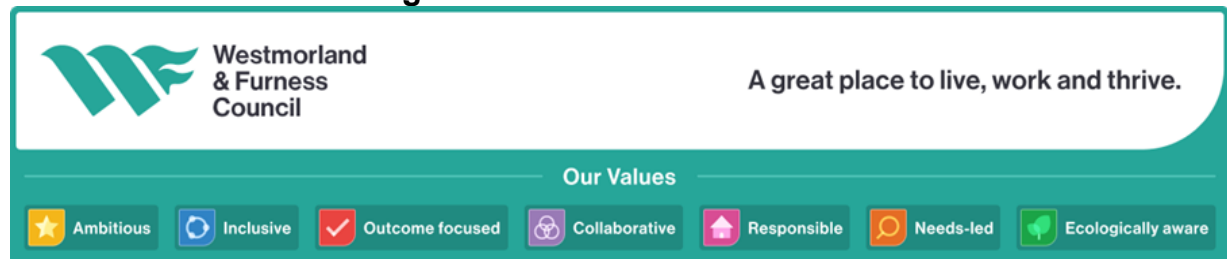 Westmorland
& Furness
Council
A great place to live, work and thrive.
Our Values
Ambitious
Inclusive
Outcome focused
Collaborative
Responsible
Needs-led
Ecologically aware